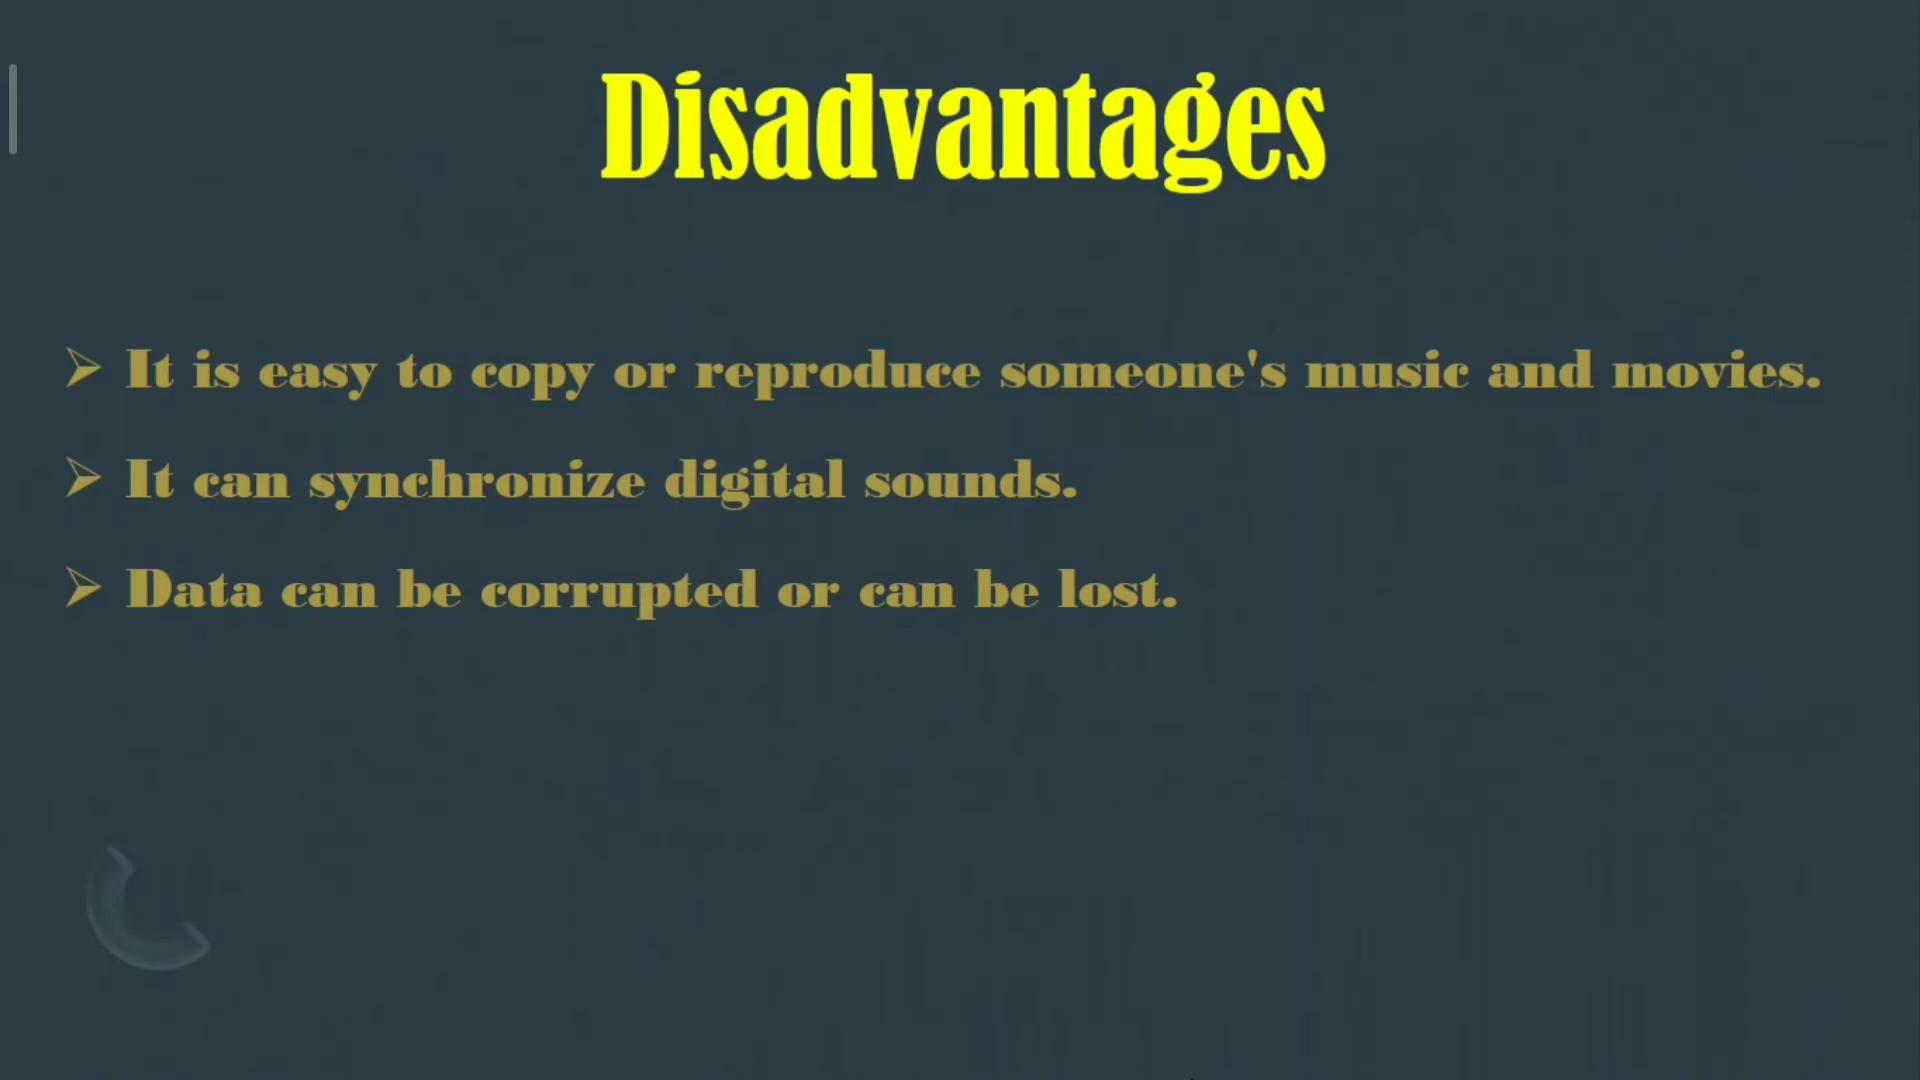 Disadvantages
➢ It is easy to copy or reproduce someone's music and movies.
➢ It can synchronize digital sounds.
➢ Data can be corrupted or can be lost.